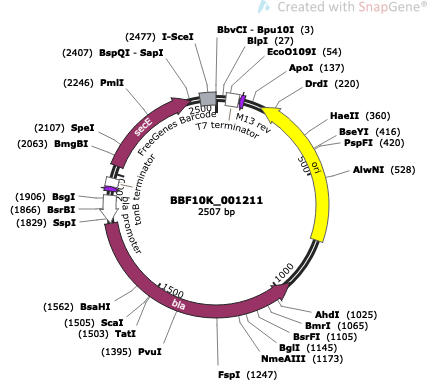 Created with SnapGene®
(2477) I-SceI
BbvCI - Bpu10I (3)
(2407) BspQI - SapI
BlpI (27)
EcoO109I (54)
(2246) PmlI
ApoI (137)
DrdI (220)
HaeII (360)
(2107) SpeI
BseYI (416)
(2063) BmgBI
PspFI (420)
AlwNI (528)
(1906) BsgI
(1866) BsrBI
(1829) SspI
BBF10K_001211
2507 bp
2500
T7 terminator
M13 rev
FreeGenes Barcode
secE
ori
500
tonB terminator
bla promoter
bla
1500
1000
(1562) BsaHI
(1505) ScaI
(1503) TatI
(1395) PvuI
AhdI (1025)
BmrI (1065)
BsrFI (1105)
BglI (1145)
NmeAIII (1173)
FspI (1247)